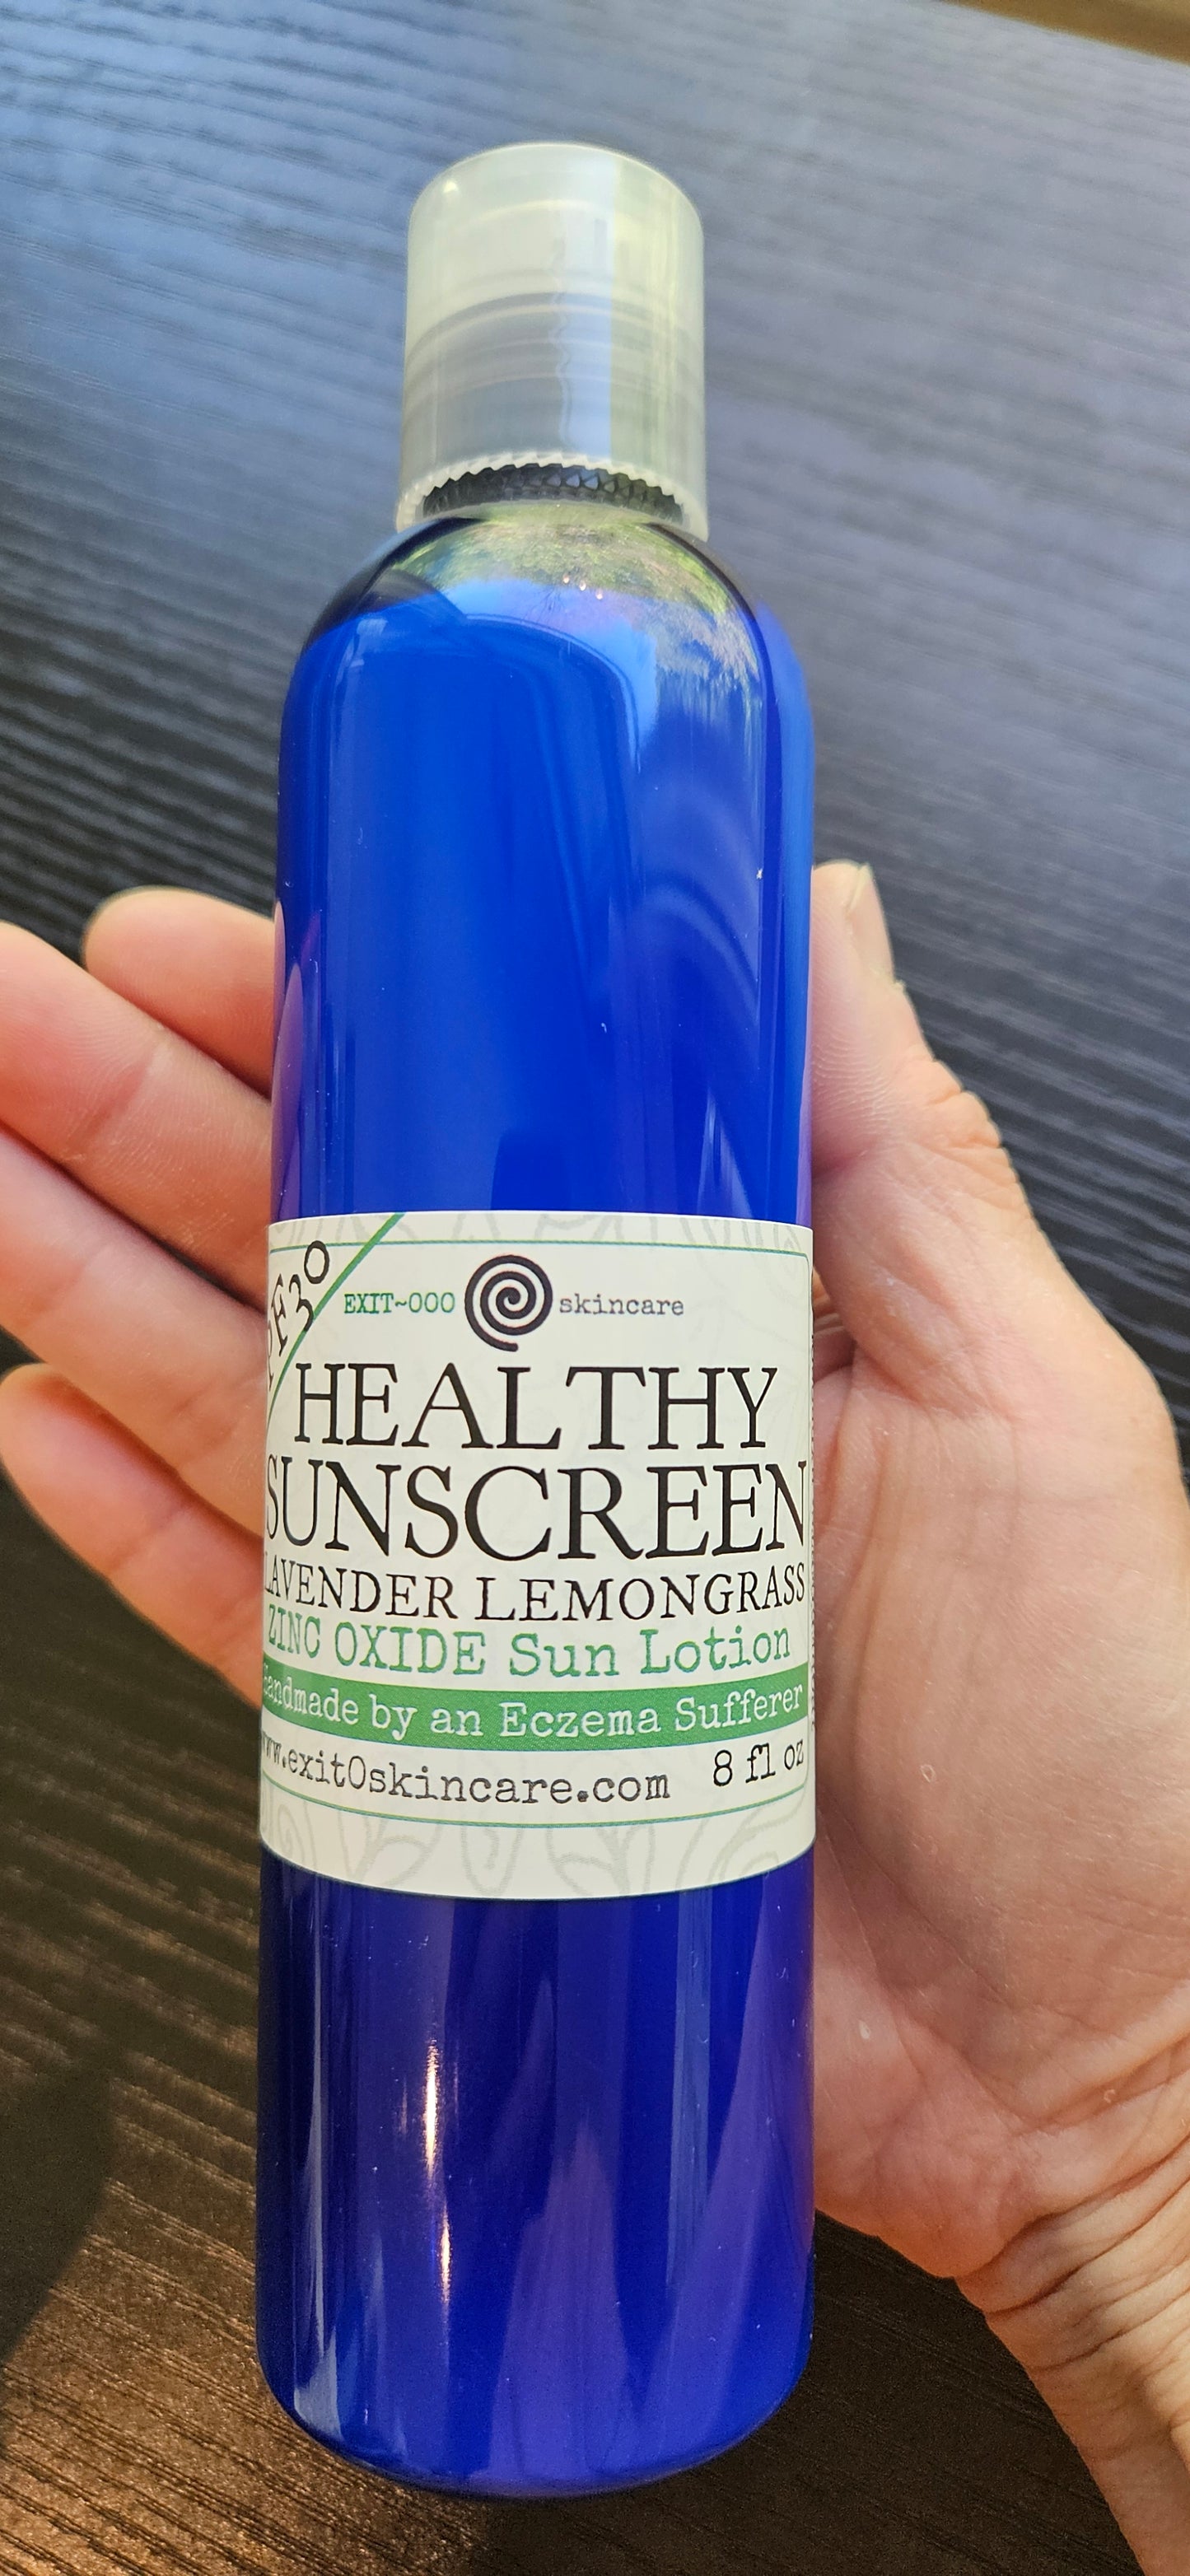 SPF30
EXIT~000 skincare
HEALTHY
SUNSCREEN
LAVENDER LEMONGRASS
ZINC OXIDE Sun Lotion
Handmade by an Eczema Sufferer
www.exit0skincare.com 8 fl oz